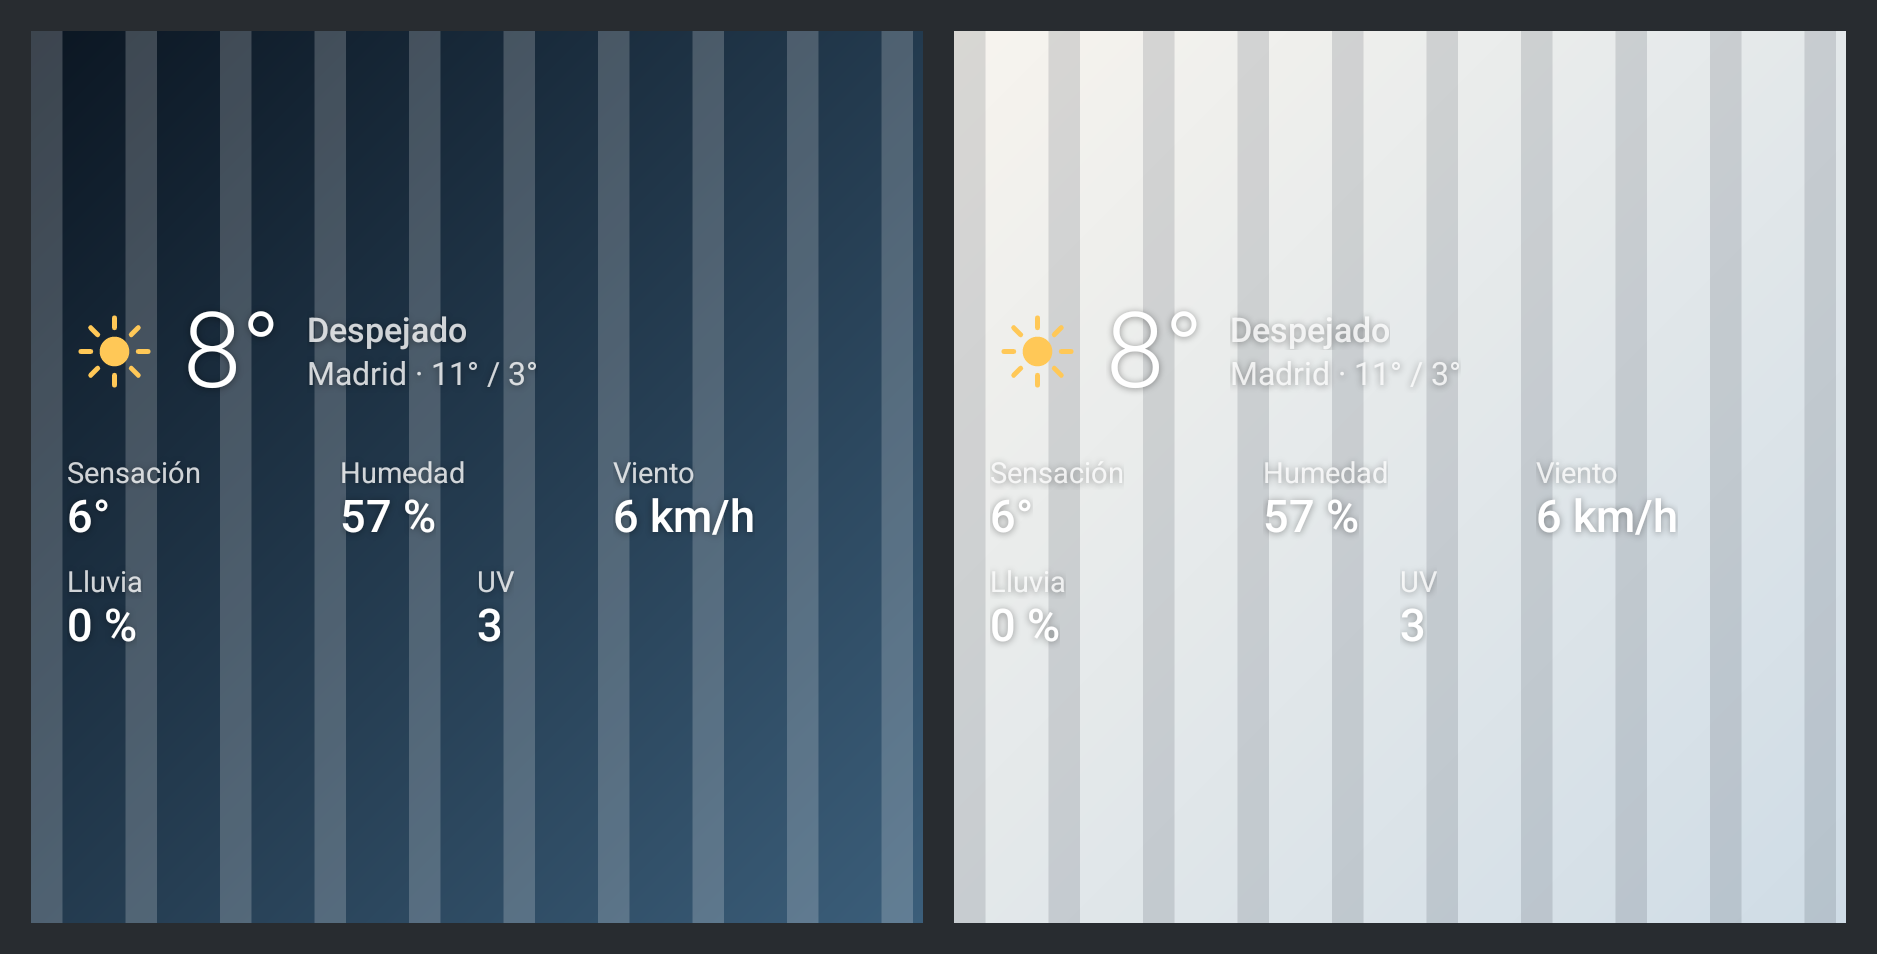 8°
Despejado
Madrid · 11° / 3°
Sensación
6°
Humedad
57 %
Viento
6 km/h
Lluvia
0 %
UV
3
8°
Despejado
Madrid · 11° / 3°
Sensación
6°
Humedad
57 %
Viento
6 km/h
Lluvia
0 %
UV
3